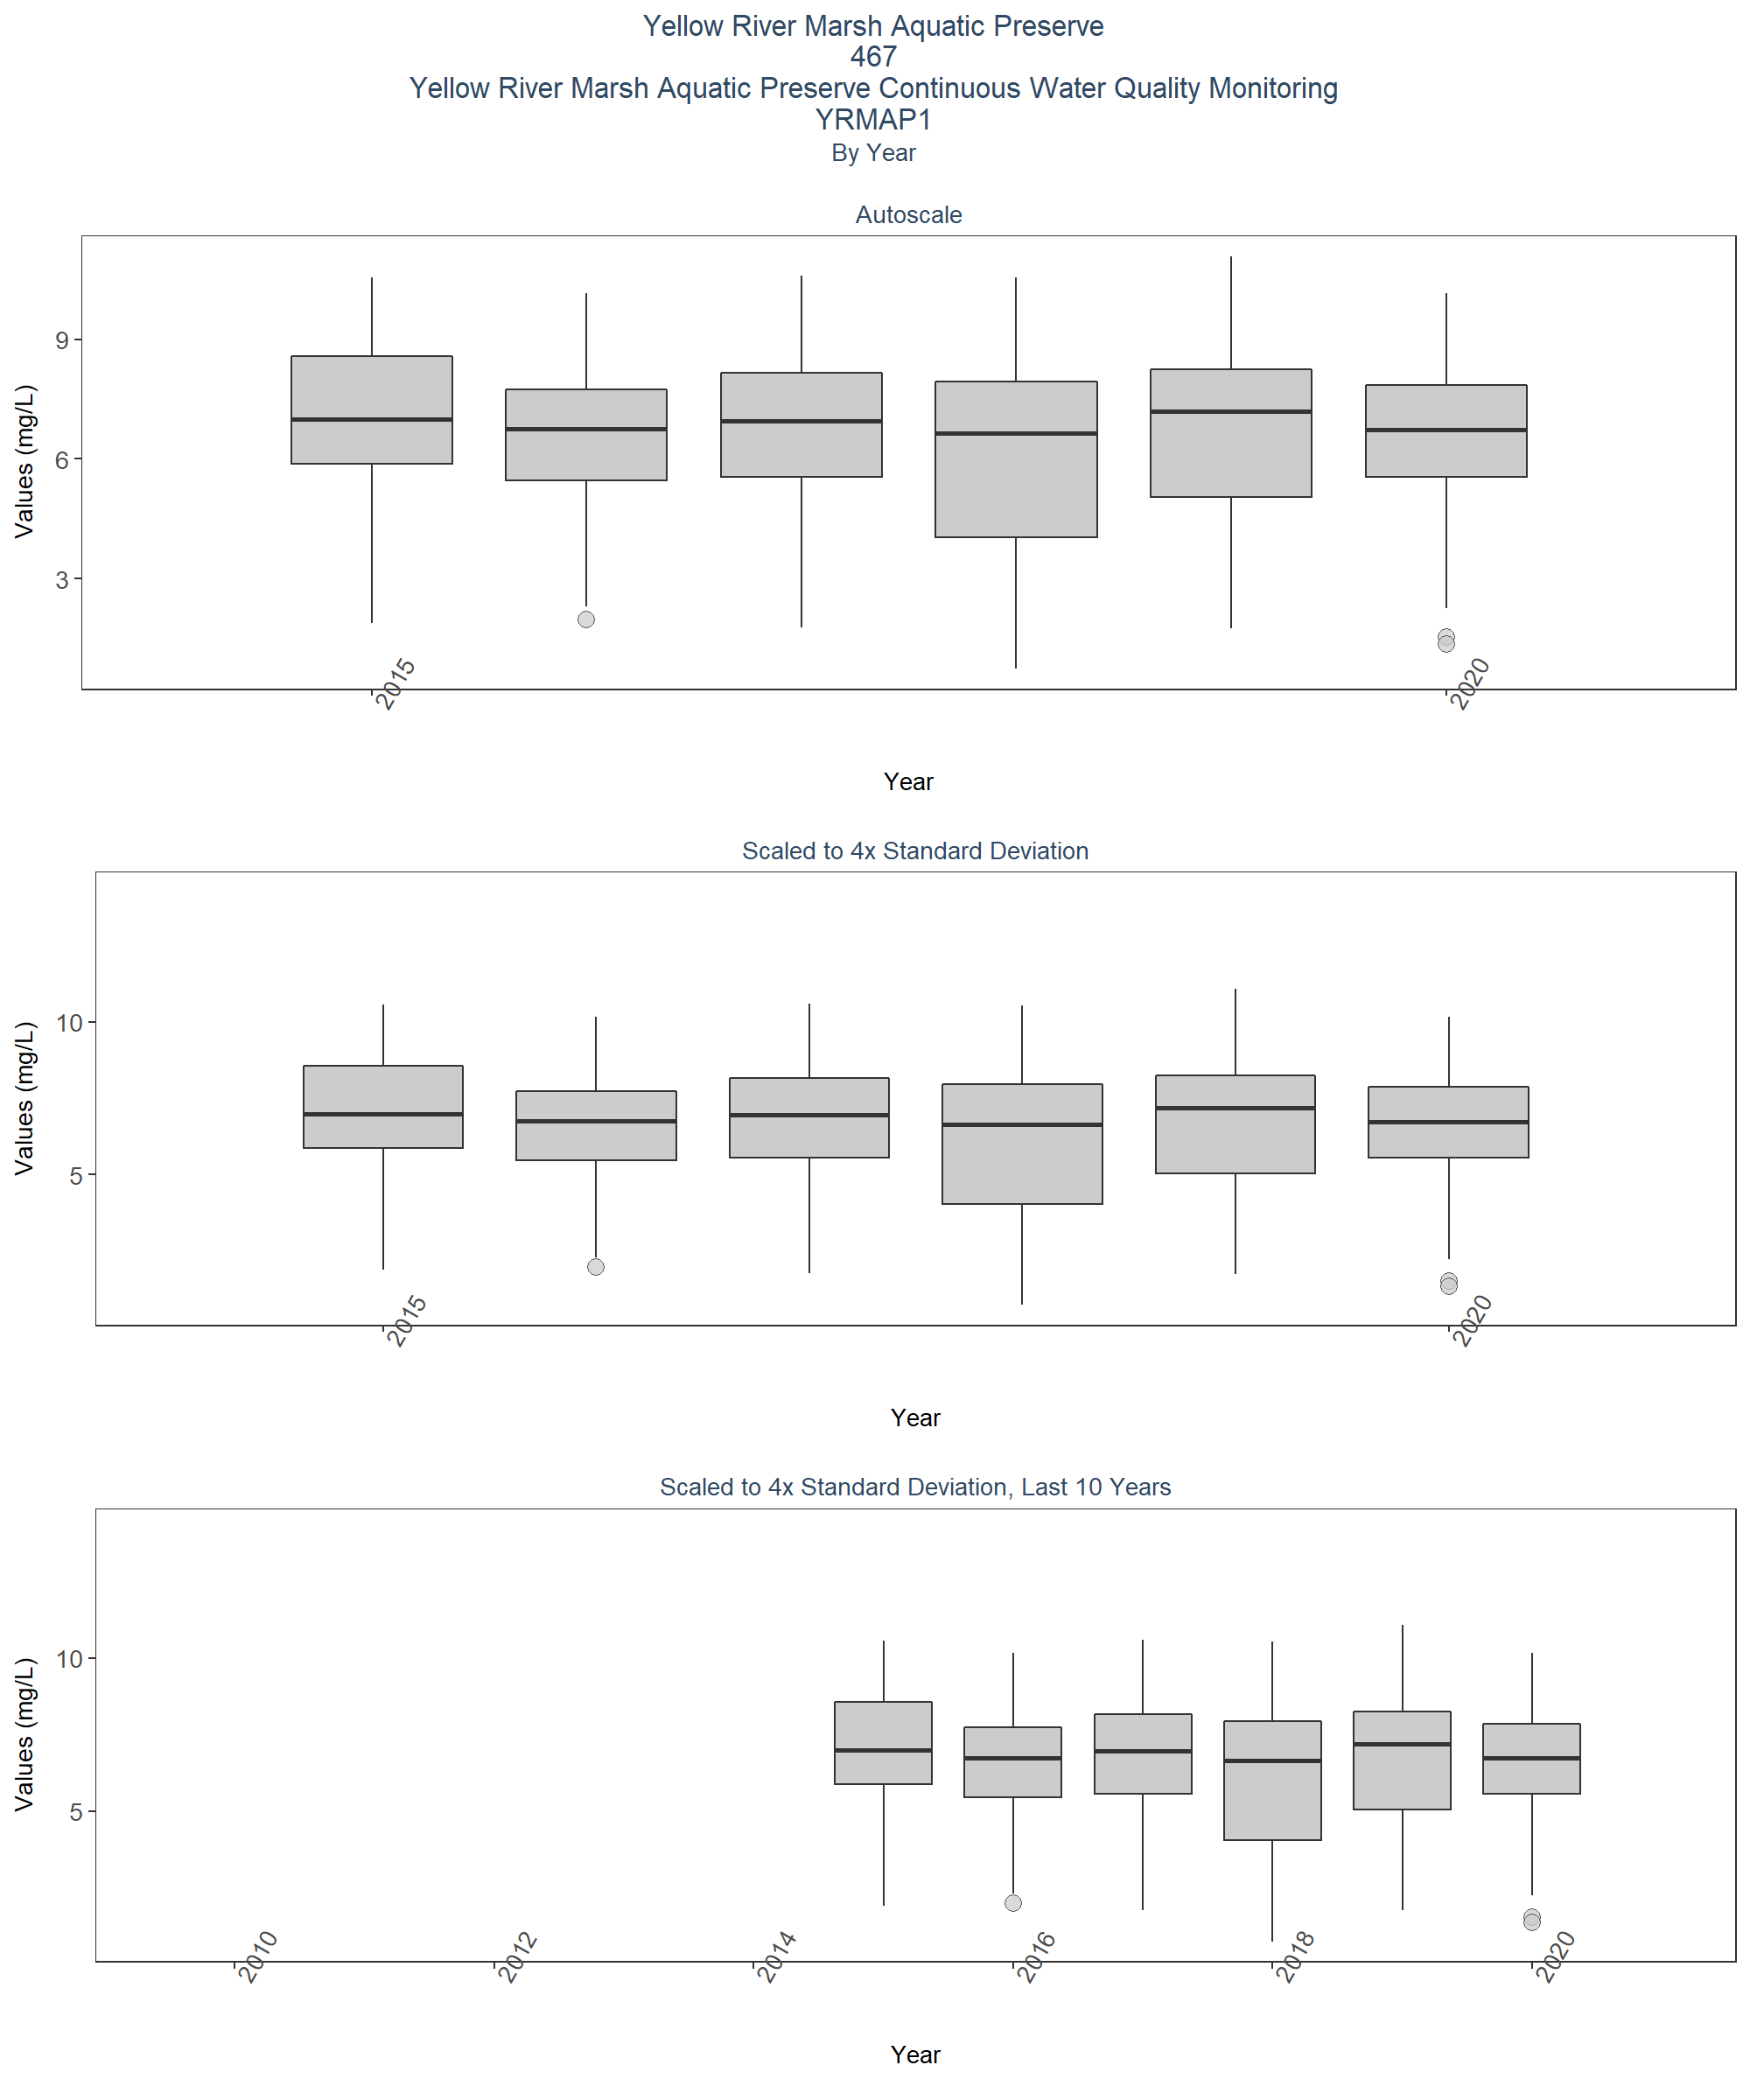 Yellow River Marsh Aquatic Preserve
467
Yellow River Marsh Aquatic Preserve Continuous Water Quality Monitoring
YRMAP1
By Year
Autoscale
Values (mg/L)
9
6
3
2015
2020
Year
Scaled to 4x Standard Deviation
Values (mg/L)
10
5
2015
2020
Year
Scaled to 4x Standard Deviation, Last 10 Years
Values (mg/L)
10
5
2010
2012
2014
2016
2018
2020
Year